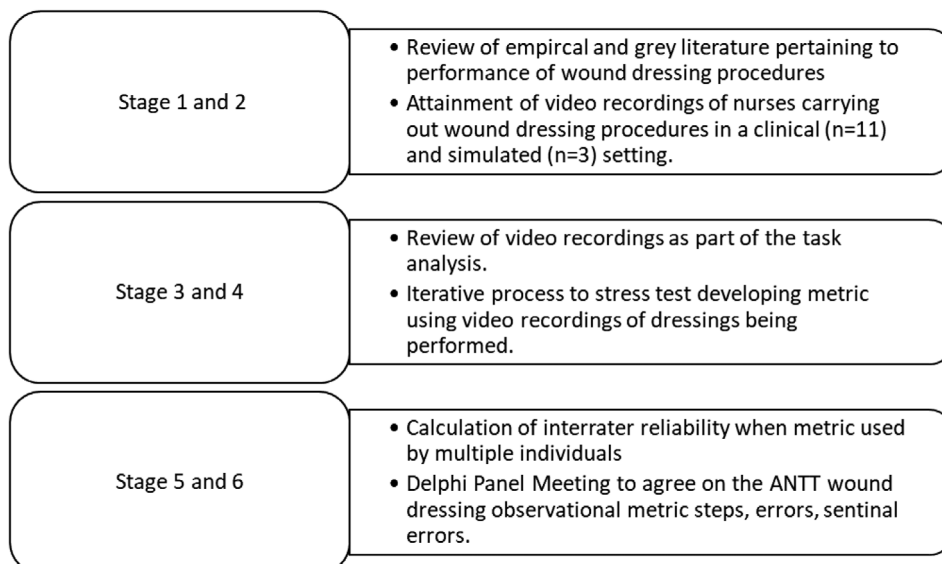 Stage 1 and 2
• Review of empircal and grey literature pertaining to
performance of wound dressing procedures
• Attainment of video recordings of nurses carrying
out wound dressing procedures in a clinical (n=11)
and simulated (n=3) setting.
Stage 3 and 4
• Review of video recordings as part of the task
analysis.
• Iterative process to stress test developing metric
using video recordings of dressings being
performed.
Stage 5 and 6
• Calculation of interrater reliability when metric used
by multiple individuals
• Delphi Panel Meeting to agree on the ANTT wound
dressing observational metric steps, errors, sentinal
errors.